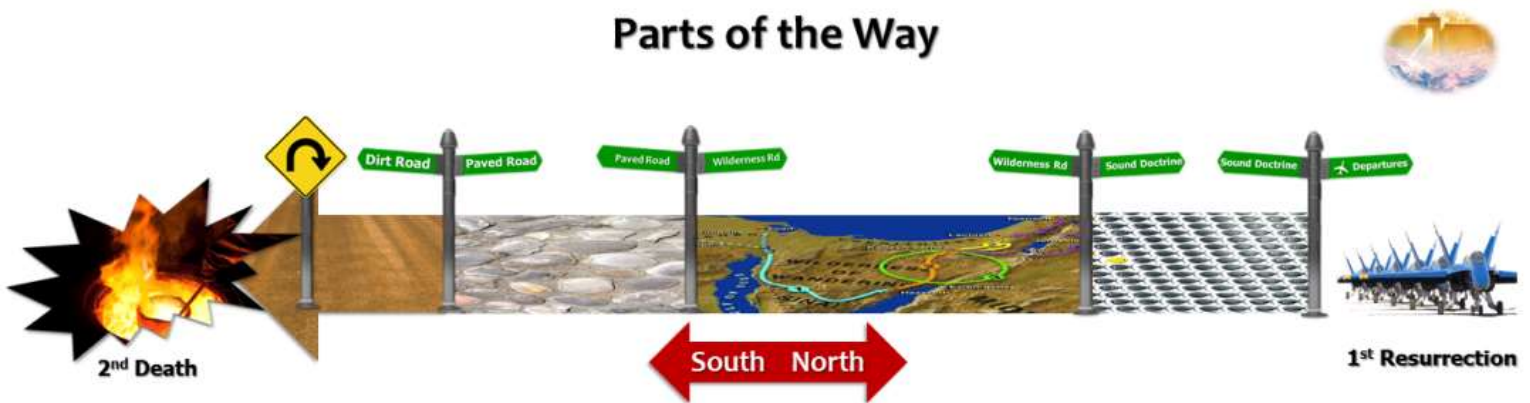 Parts of the Way
Dirt Road
Paved Road
Paved Road
Wilderness Rd
Wilderness Rd
Sound Doctrine
Sound Doctrine
Departures
2nd Death
South North
1st Resurrection